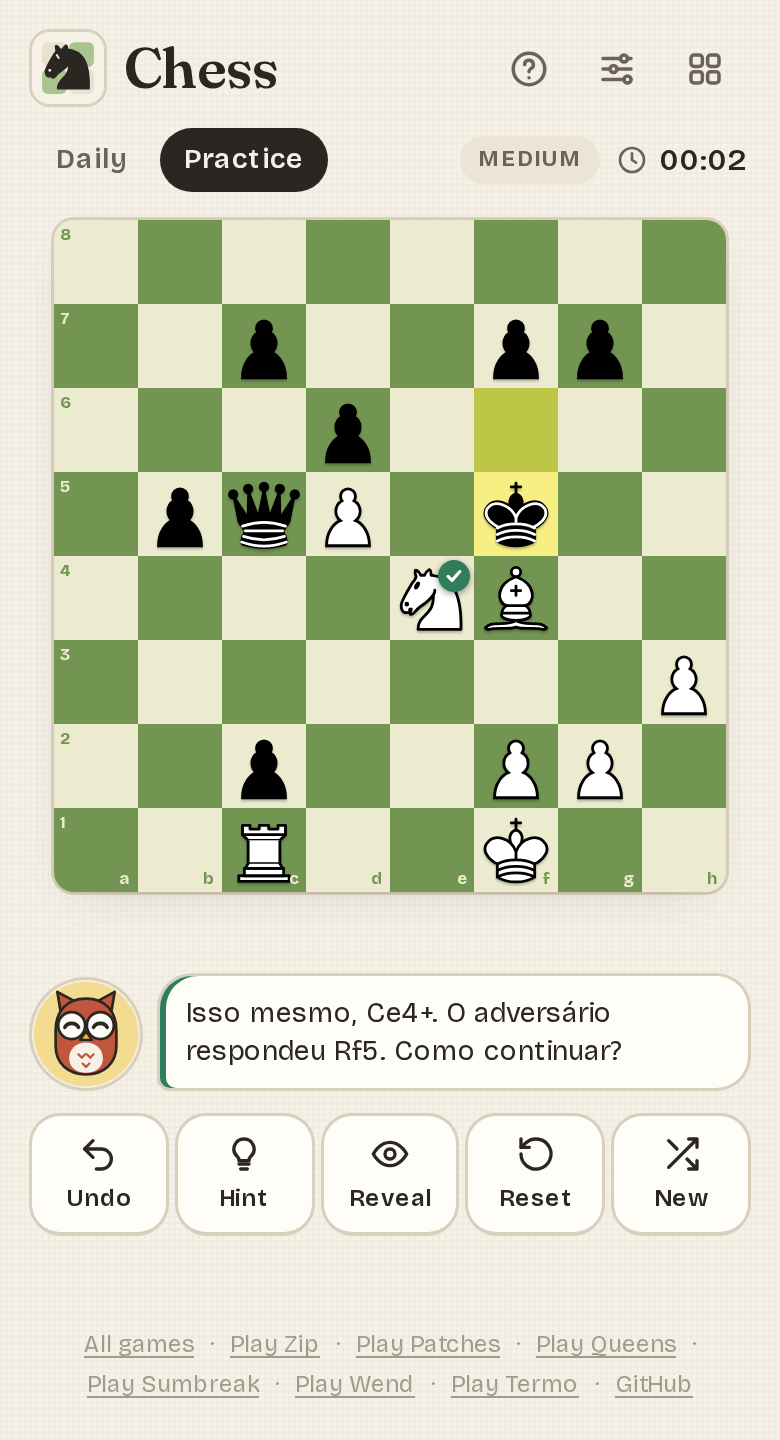 Chess
Daily
Practice
MEDIUM
00:02
8
7
6
5
4
3
2
1
a
b
c
d
e
f
g
h
Isso mesmo, Ce4+. O adversário
respondeu Rf5. Como continuar?
Undo
Hint
Reveal
Reset
New
All games · Play Zip · Play Patches · Play Queens ·
Play Sumbreak · Play Wend · Play Termo · GitHub